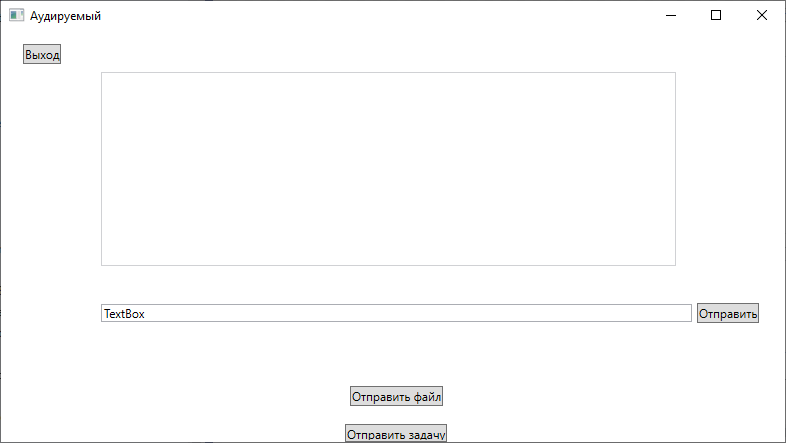 Аудируемый
Выход
TextBox
Отправить
Отправить файл
Отправить задачу